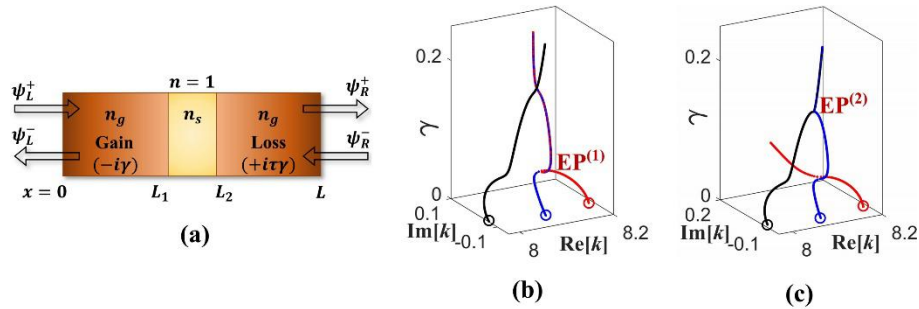 n = 1
ψ_L^+
ψ_R^+
n_g
n_s
n_g
Gain
Loss
ψ_L^-
ψ_R^-
(−iγ)
(+iτγ)
x = 0
L_1
L_2
L
(a)
0.2
γ
EP^(1)
0
0.1
Im[k]
-0.1
8
Re[k]
8.2
(b)
0.2
γ
EP^(2)
0
0.2
Im[k]
-0.1
8
Re[k]
8.2
(c)